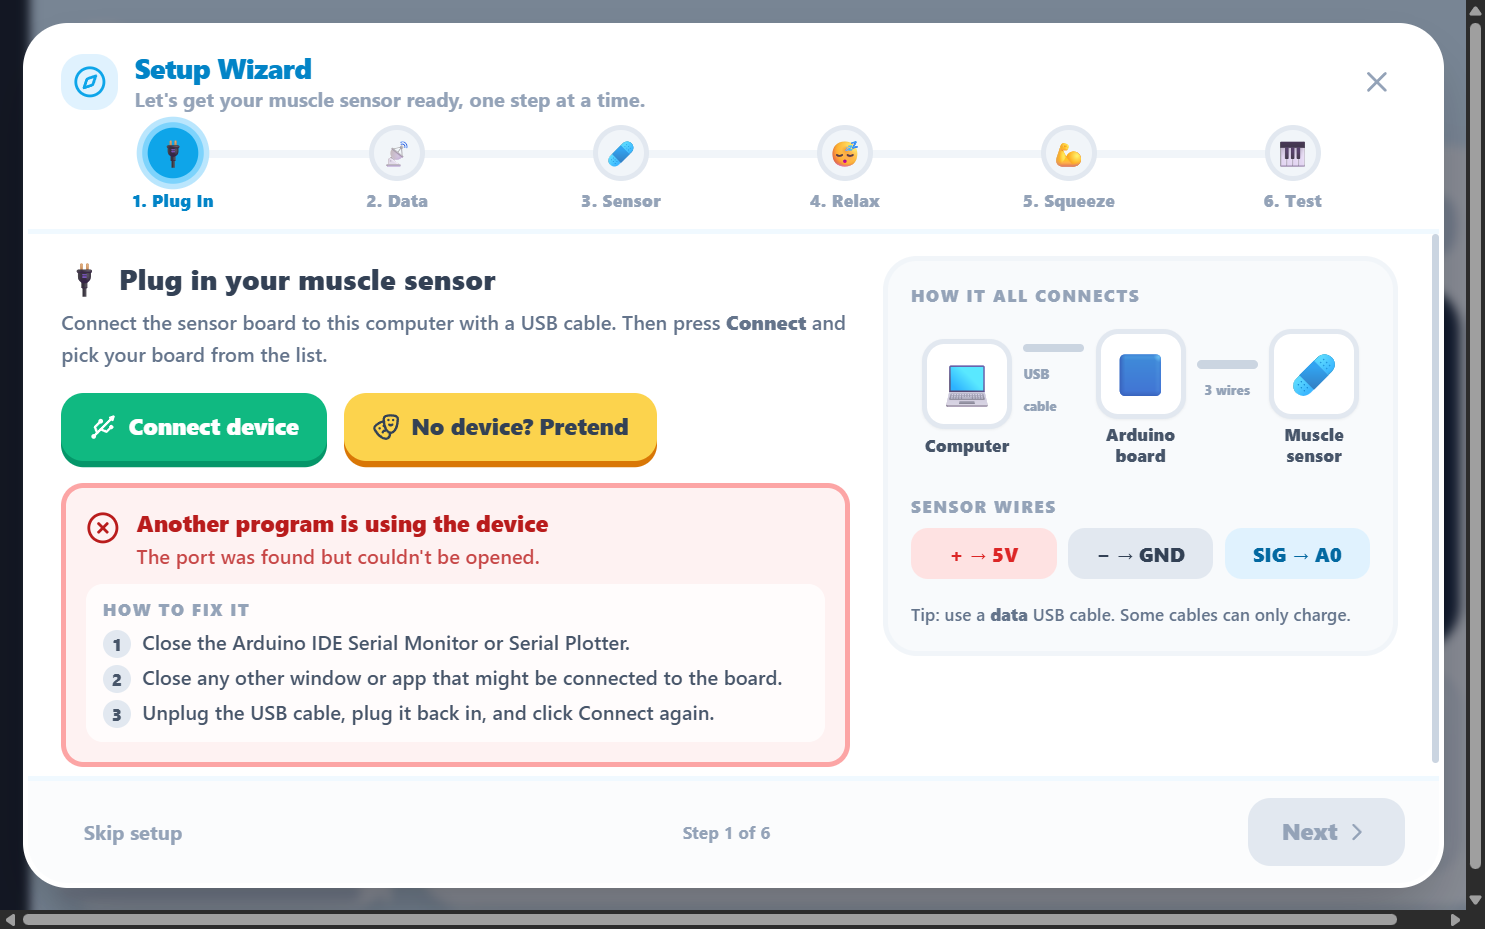 Setup Wizard
Let's get your muscle sensor ready, one step at a time.
1. Plug In
2. Data
3. Sensor
4. Relax
5. Squeeze
6. Test
Plug in your muscle sensor
Connect the sensor board to this computer with a USB cable. Then press Connect and
pick your board from the list.
Connect device
No device? Pretend
Another program is using the device
The port was found but couldn't be opened.
HOW TO FIX IT
1 Close the Arduino IDE Serial Monitor or Serial Plotter.
2 Close any other window or app that might be connected to the board.
3 Unplug the USB cable, plug it back in, and click Connect again.
HOW IT ALL CONNECTS
USB
cable
3 wires
Computer
Arduino
board
Muscle
sensor
SENSOR WIRES
+ → 5V
− → GND
SIG → A0
Tip: use a data USB cable. Some cables can only charge.
Skip setup
Step 1 of 6
Next